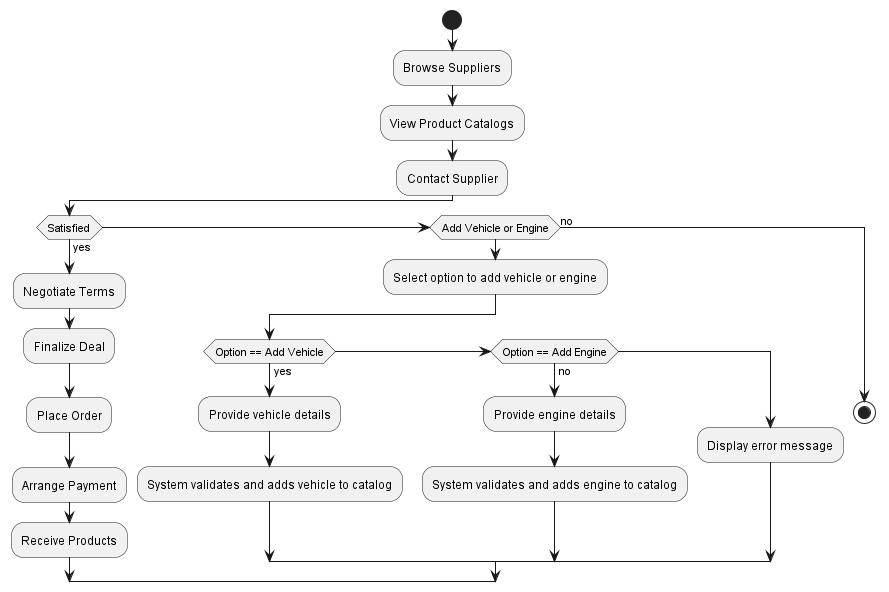 Browse Suppliers
View Product Catalogs
Contact Supplier
Satisfied
yes
Add Vehicle or Engine
no
Negotiate Terms
Select option to add vehicle or engine
Finalize Deal
Option == Add Vehicle
yes
Option == Add Engine
no
Place Order
Provide vehicle details
Provide engine details
Display error message
Arrange Payment
System validates and adds vehicle to catalog
System validates and adds engine to catalog
Receive Products